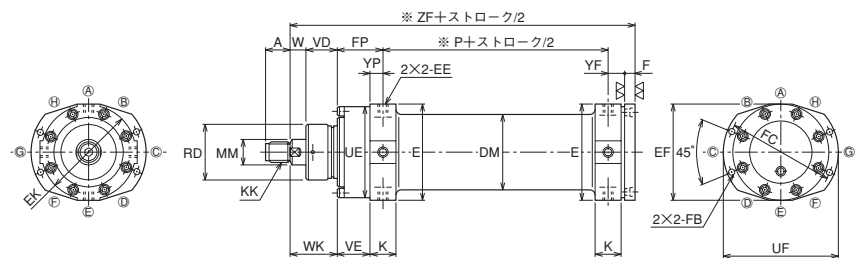 ※ ZF＋ストローク/2
A
W
VD
FP
※ P＋ストローク/2
YP
2×2-EE
YF
F
Ⓗ
Ⓐ
Ⓑ
Ⓖ
Ⓒ
Ⓕ
Ⓔ
Ⓓ
EK
RD
MM
KK
UE
E
DM
E
WK
VE
K
K
Ⓑ
Ⓐ
Ⓗ
EF
45°
Ⓒ
FC
Ⓖ
Ⓓ
Ⓔ
Ⓕ
2×2-FB
UF